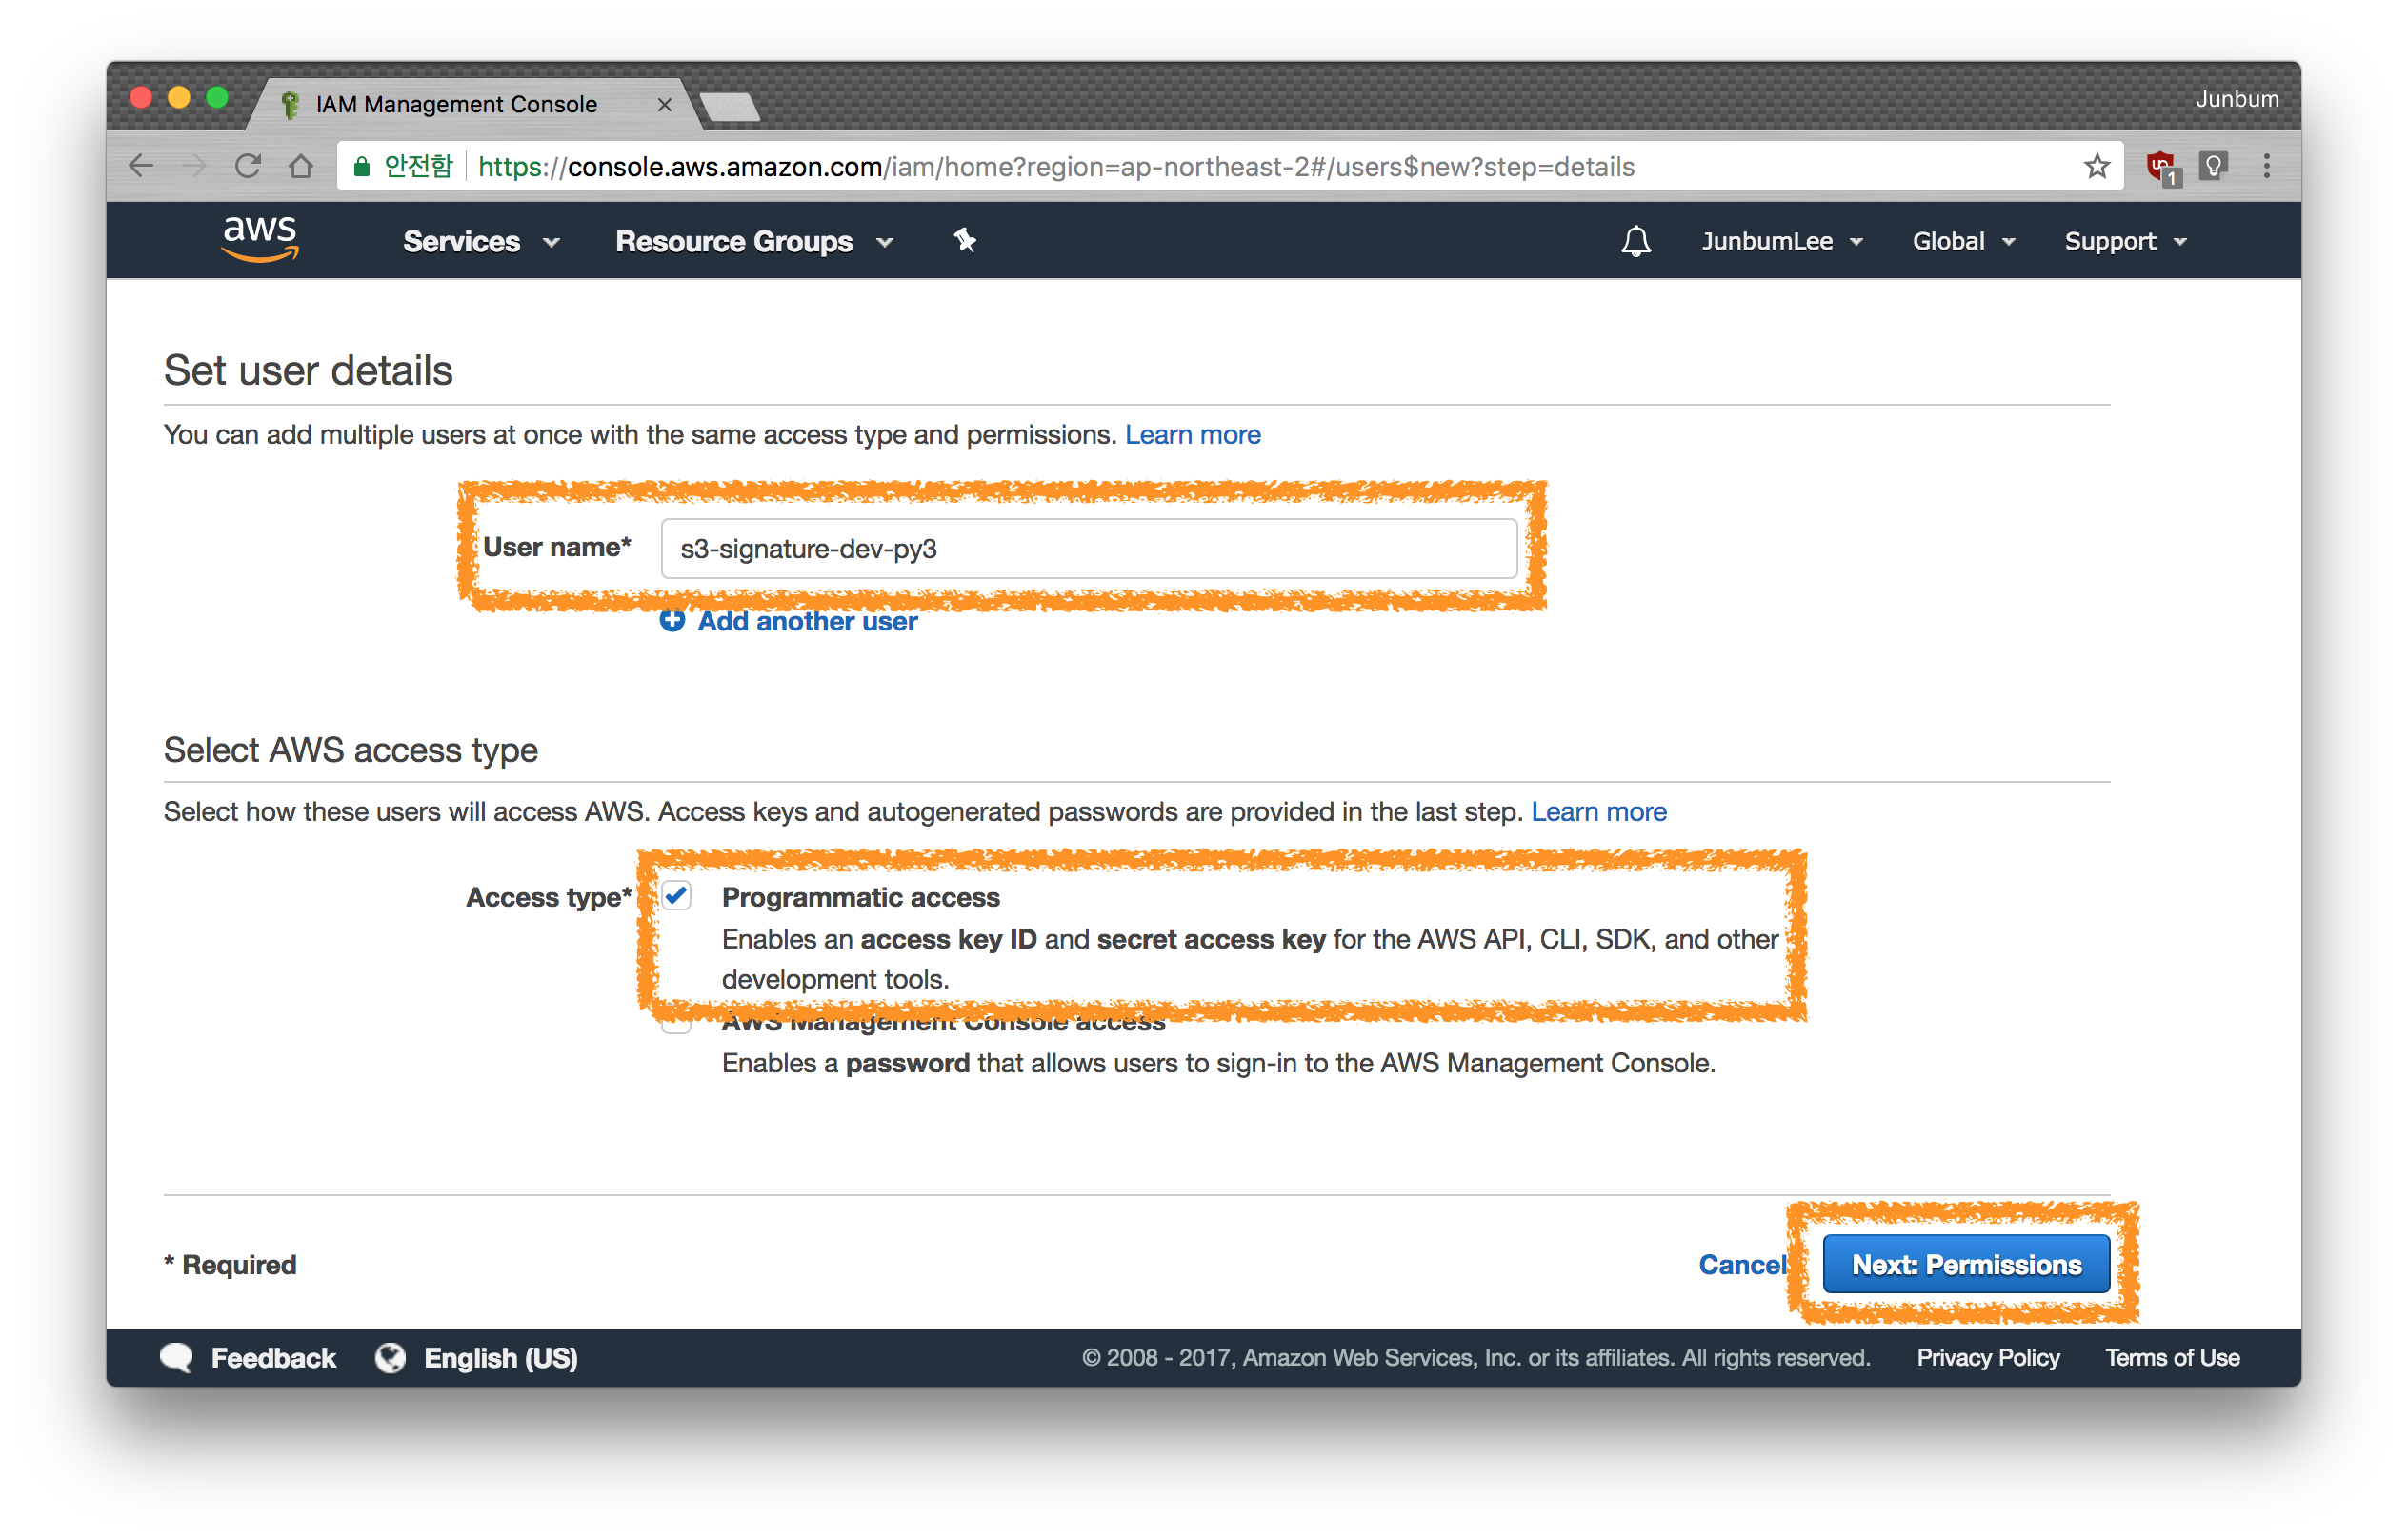 IAM Management Console
Junbum
안전함 https://console.aws.amazon.com/iam/home?region=ap-northeast-2#/users$new?step=details
1
aws Services Resource Groups JunbumLee Global Support
Set user details
You can add multiple users at once with the same access type and permissions. Learn more
User name* s3-signature-dev-py3
Add another user
Select AWS access type
Select how these users will access AWS. Access keys and autogenerated passwords are provided in the last step. Learn more
Access type* Programmatic access
Enables an access key ID and secret access key for the AWS API, CLI, SDK, and other
development tools.
AWS Management Console access
Enables a password that allows users to sign-in to the AWS Management Console.
* Required Cancel Next: Permissions
Feedback English (US) © 2008 - 2017, Amazon Web Services, Inc. or its affiliates. All rights reserved. Privacy Policy Terms of Use